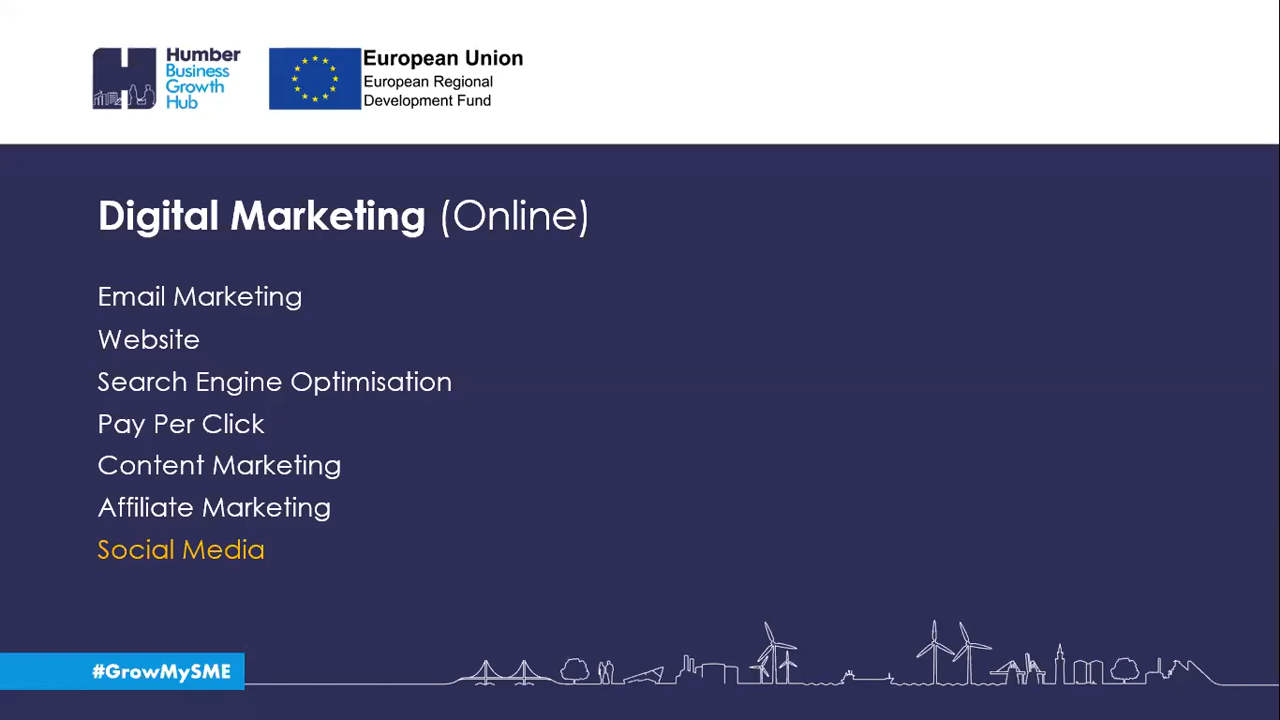 Humber
Business
Growth
Hub
European Union
European Regional
Development Fund
Digital Marketing (Online)
Email Marketing
Website
Search Engine Optimisation
Pay Per Click
Content Marketing
Affiliate Marketing
Social Media
#GrowMySME